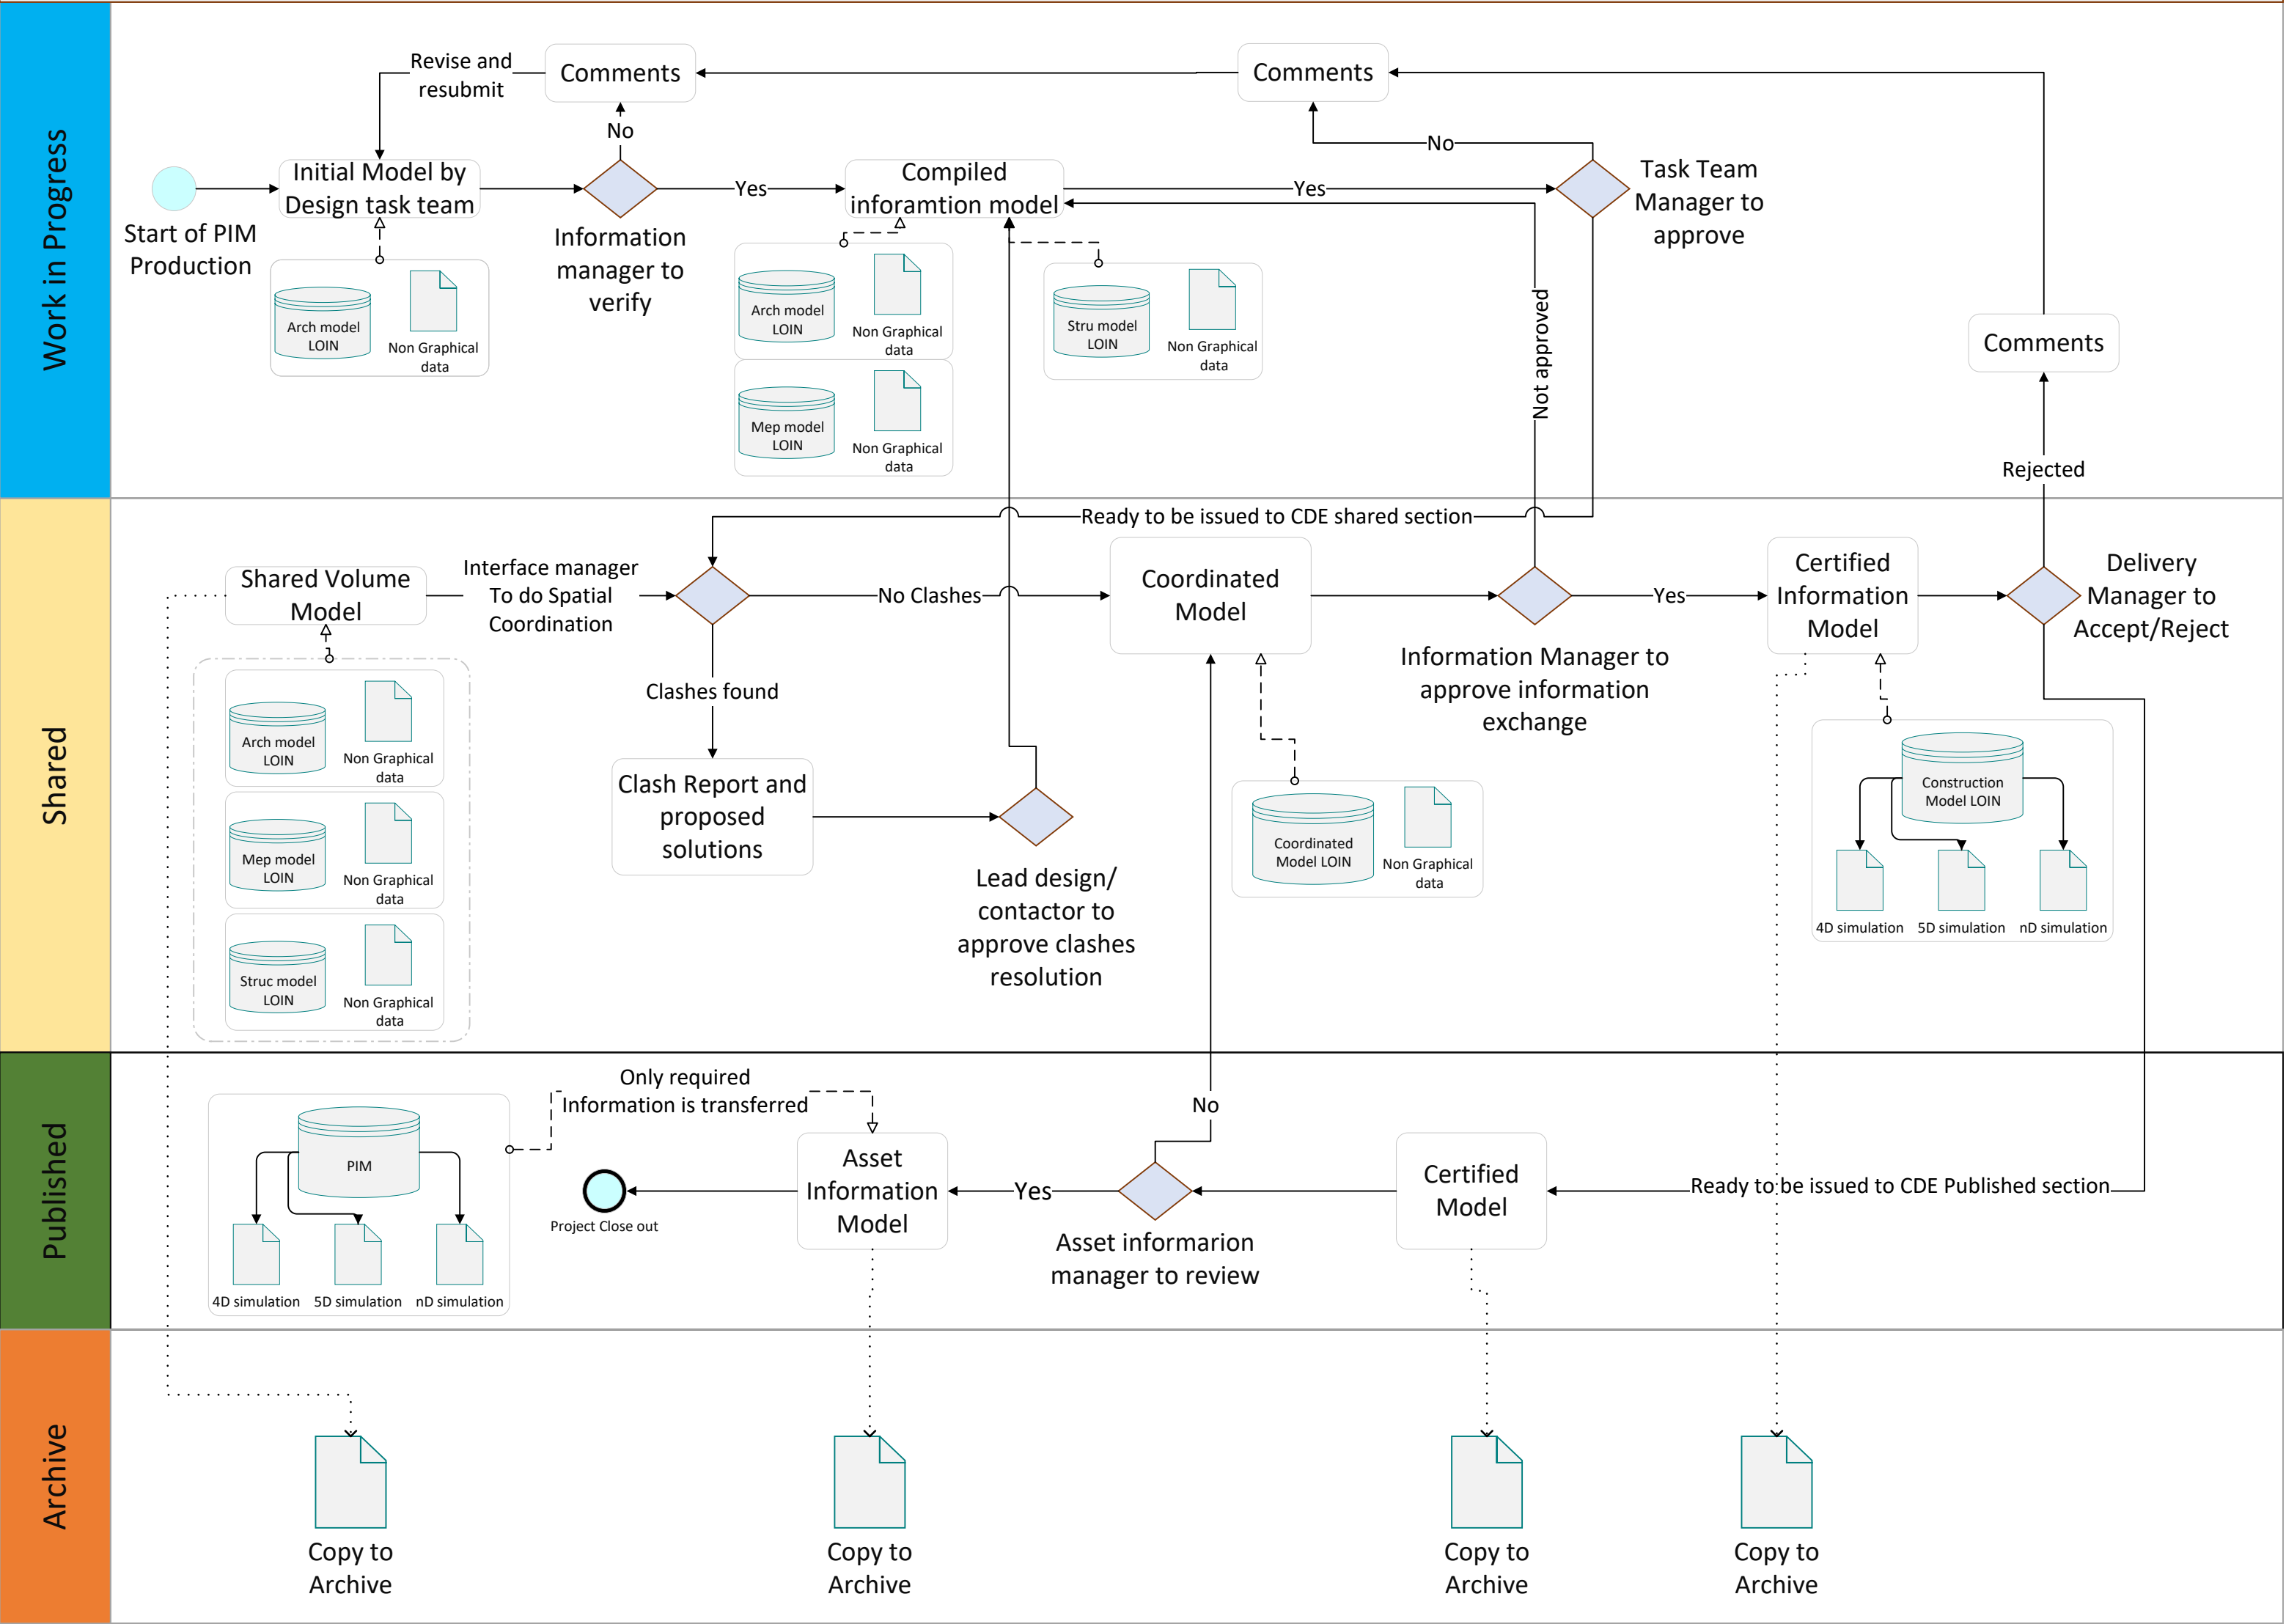 Work in Progress
Revise and
resubmit
Comments
Comments
No
No
Initial Model by
Design task team
Yes
Compiled
inforamtion model
Yes
Task Team
Manager to
approve
Start of PIM
Production
Information
manager to
verify
Arch model
LOIN
Non Graphical
data
Arch model
LOIN
Non Graphical
data
Mep model
LOIN
Non Graphical
data
Stru model
LOIN
Non Graphical
data
Not approved
Comments
Rejected
Shared
Ready to be issued to CDE shared section
Shared Volume
Model
Interface manager
To do Spatial
Coordination
No Clashes
Coordinated
Model
Yes
Certified
Information
Model
Delivery
Manager to
Accept/Reject
Information Manager to
approve information
exchange
Clashes found
Arch model
LOIN
Non Graphical
data
Mep model
LOIN
Non Graphical
data
Struc model
LOIN
Non Graphical
data
Clash Report and
proposed
solutions
Lead design/
contactor to
approve clashes
resolution
Coordinated
Model LOIN
Non Graphical
data
Construction
Model LOIN
4D simulation
5D simulation
nD simulation
Published
Only required
Information is transferred
No
PIM
4D simulation
5D simulation
nD simulation
Project Close out
Asset
Information
Model
Yes
Asset informarion
manager to review
Certified
Model
Ready to be issued to CDE Published section
Archive
Copy to
Archive
Copy to
Archive
Copy to
Archive
Copy to
Archive